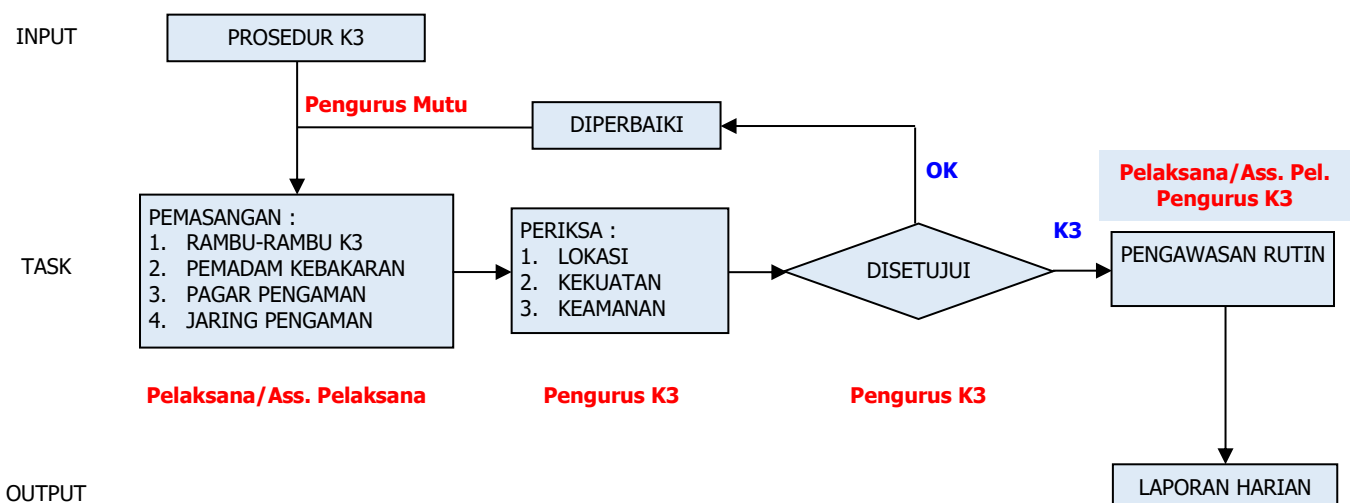 INPUT
PROSEDUR K3
Pengurus Mutu
DIPERBAIKI
OK
Pelaksana/Ass. Pel.
Pengurus K3
K3
TASK
PEMASANGAN :
1. RAMBU-RAMBU K3
2. PEMADAM KEBAKARAN
3. PAGAR PENGAMAN
4. JARING PENGAMAN
PERIKSA :
1. LOKASI
2. KEKUATAN
3. KEAMANAN
DISETUJUI
PENGAWASAN RUTIN
Pelaksana/Ass. Pelaksana
Pengurus K3
Pengurus K3
OUTPUT
LAPORAN HARIAN